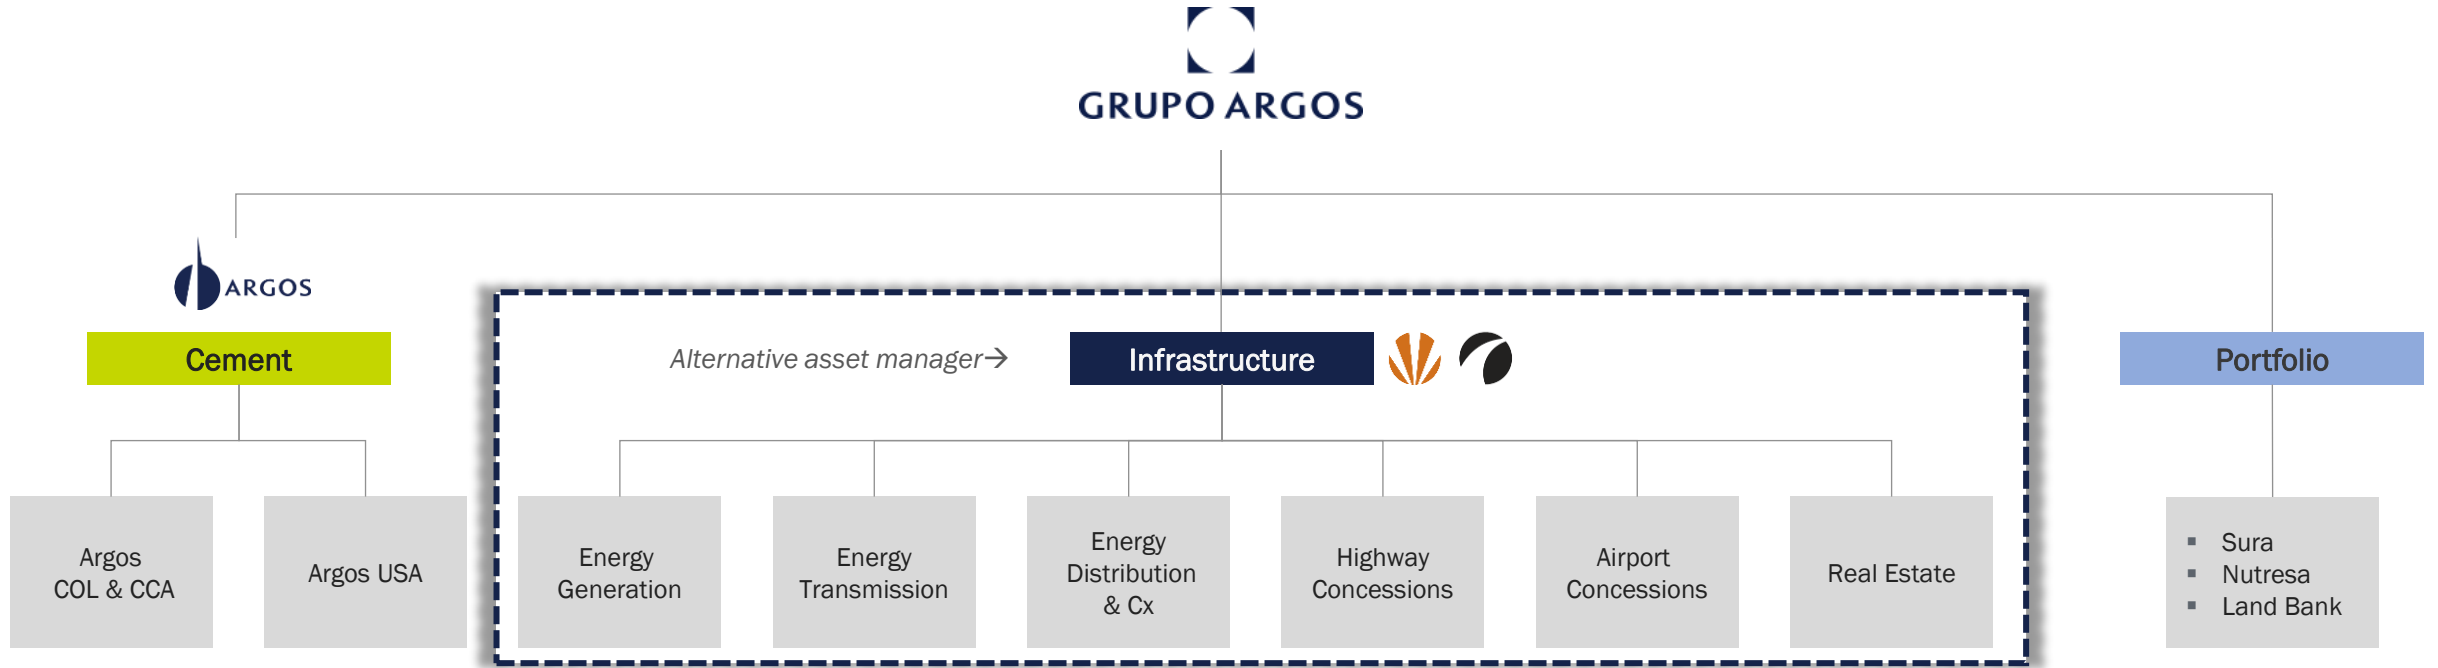 GRUPO ARGOS
ARGOS
Cement
Alternative asset manager→
Infrastructure
Portfolio
Argos
COL & CCA
Argos USA
Energy
Generation
Energy
Transmission
Energy
Distribution
& Cx
Highway
Concessions
Airport
Concessions
Real Estate
▪ Sura
▪ Nutresa
▪ Land Bank